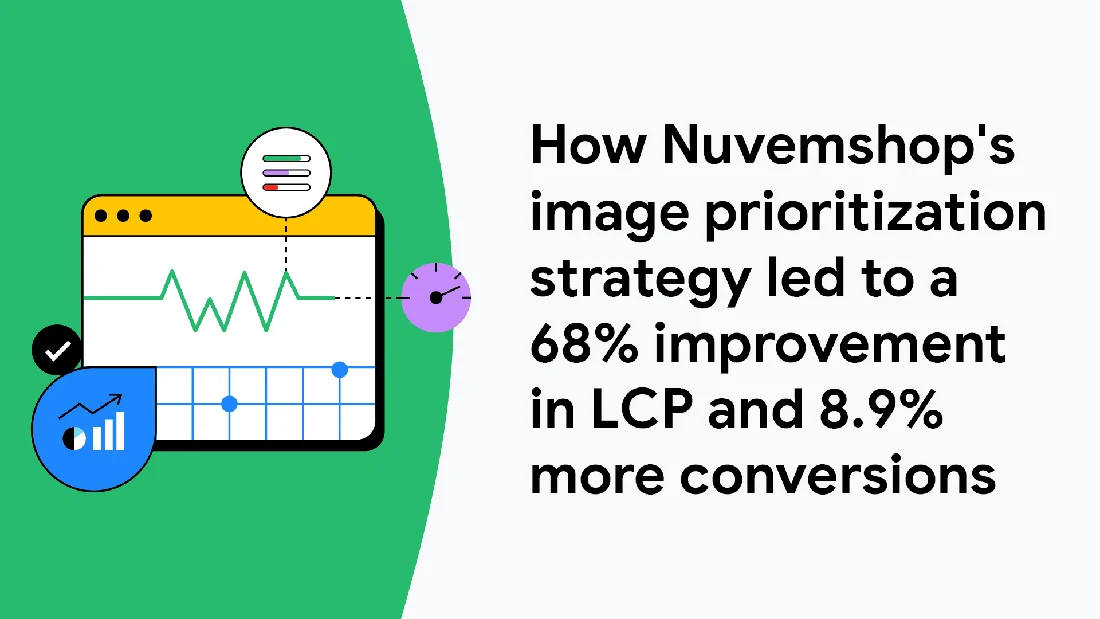 How Nuvemshop's
image prioritization
strategy led to a
68% improvement
in LCP and 8.9%
more conversions